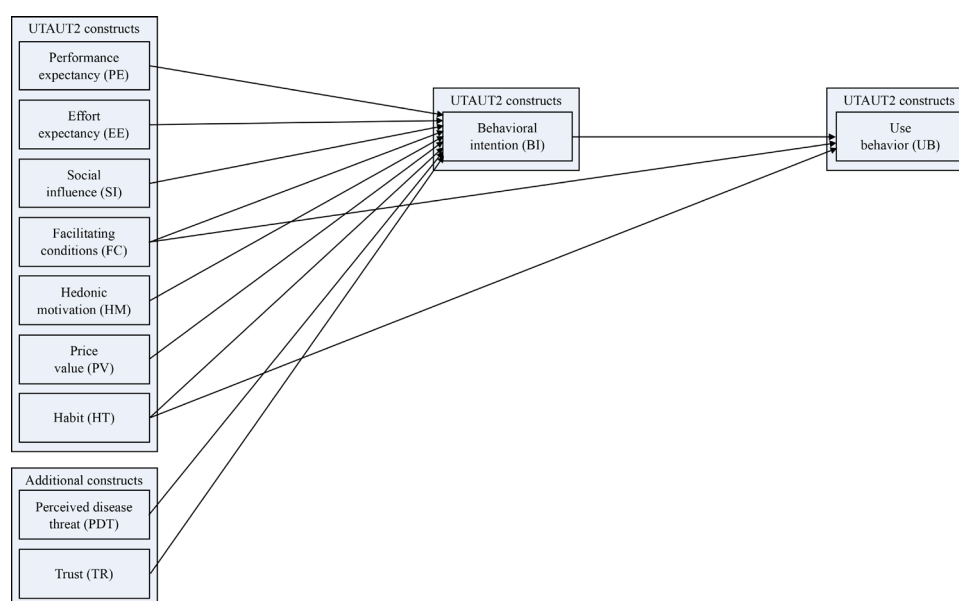 UTAUT2 constructs
Performance
expectancy (PE)
Effort
expectancy (EE)
Social
influence (SI)
Facilitating
conditions (FC)
Hedonic
motivation (HM)
Price
value (PV)
Habit (HT)
Additional constructs
Perceived disease
threat (PDT)
Trust (TR)
UTAUT2 constructs
Behavioral
intention (BI)
UTAUT2 constructs
Use
behavior (UB)